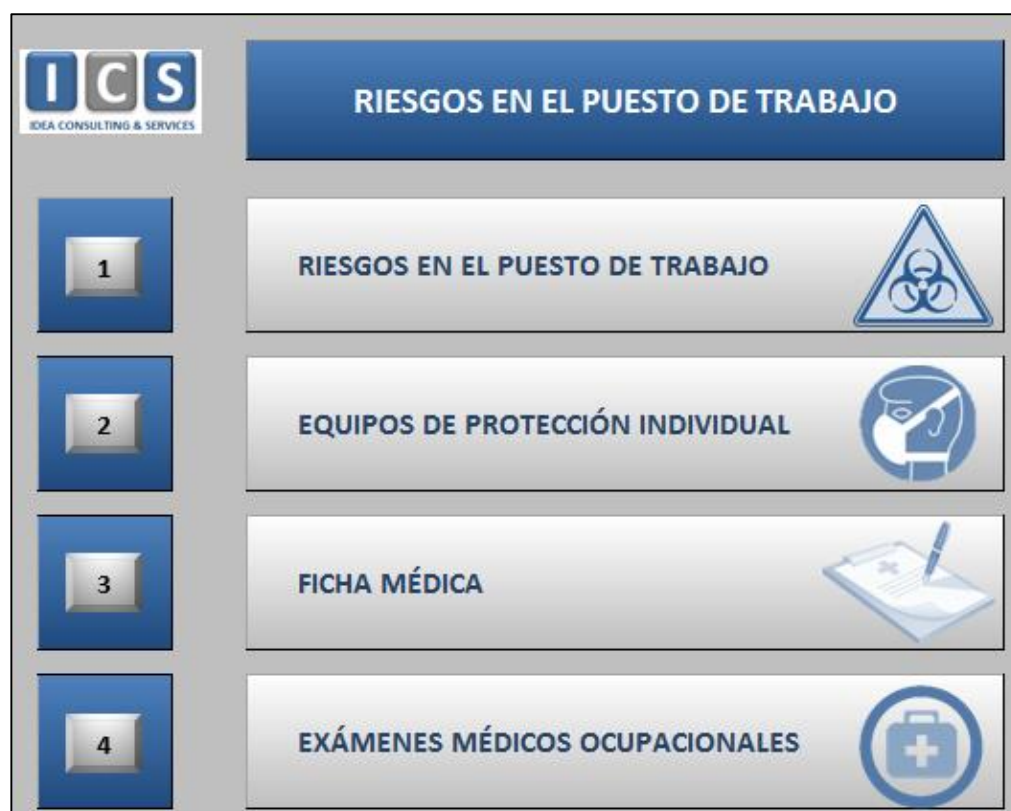 ICS
IDEA CONSULTING & SERVICES
RIESGOS EN EL PUESTO DE TRABAJO
1
RIESGOS EN EL PUESTO DE TRABAJO
2
EQUIPOS DE PROTECCIÓN INDIVIDUAL
3
FICHA MÉDICA
4
EXÁMENES MÉDICOS OCUPACIONALES